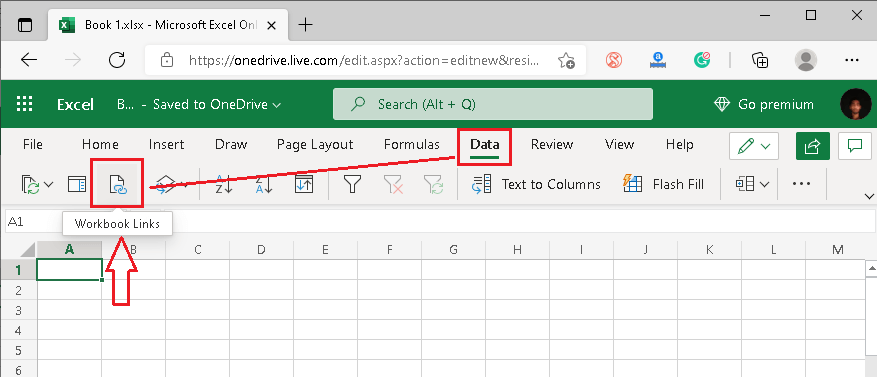 Book 1.xlsx - Microsoft Excel Onl
https://onedrive.live.com/edit.aspx?action=editnew&resi...
Excel B... - Saved to OneDrive Search (Alt + Q) Go premium
File Home Insert Draw Page Layout Formulas Data Review View Help
A Z Z A Text to Columns Flash Fill
A1 Workbook Links
A B C D E F G H I J K L M
1
2
3
4
5
6